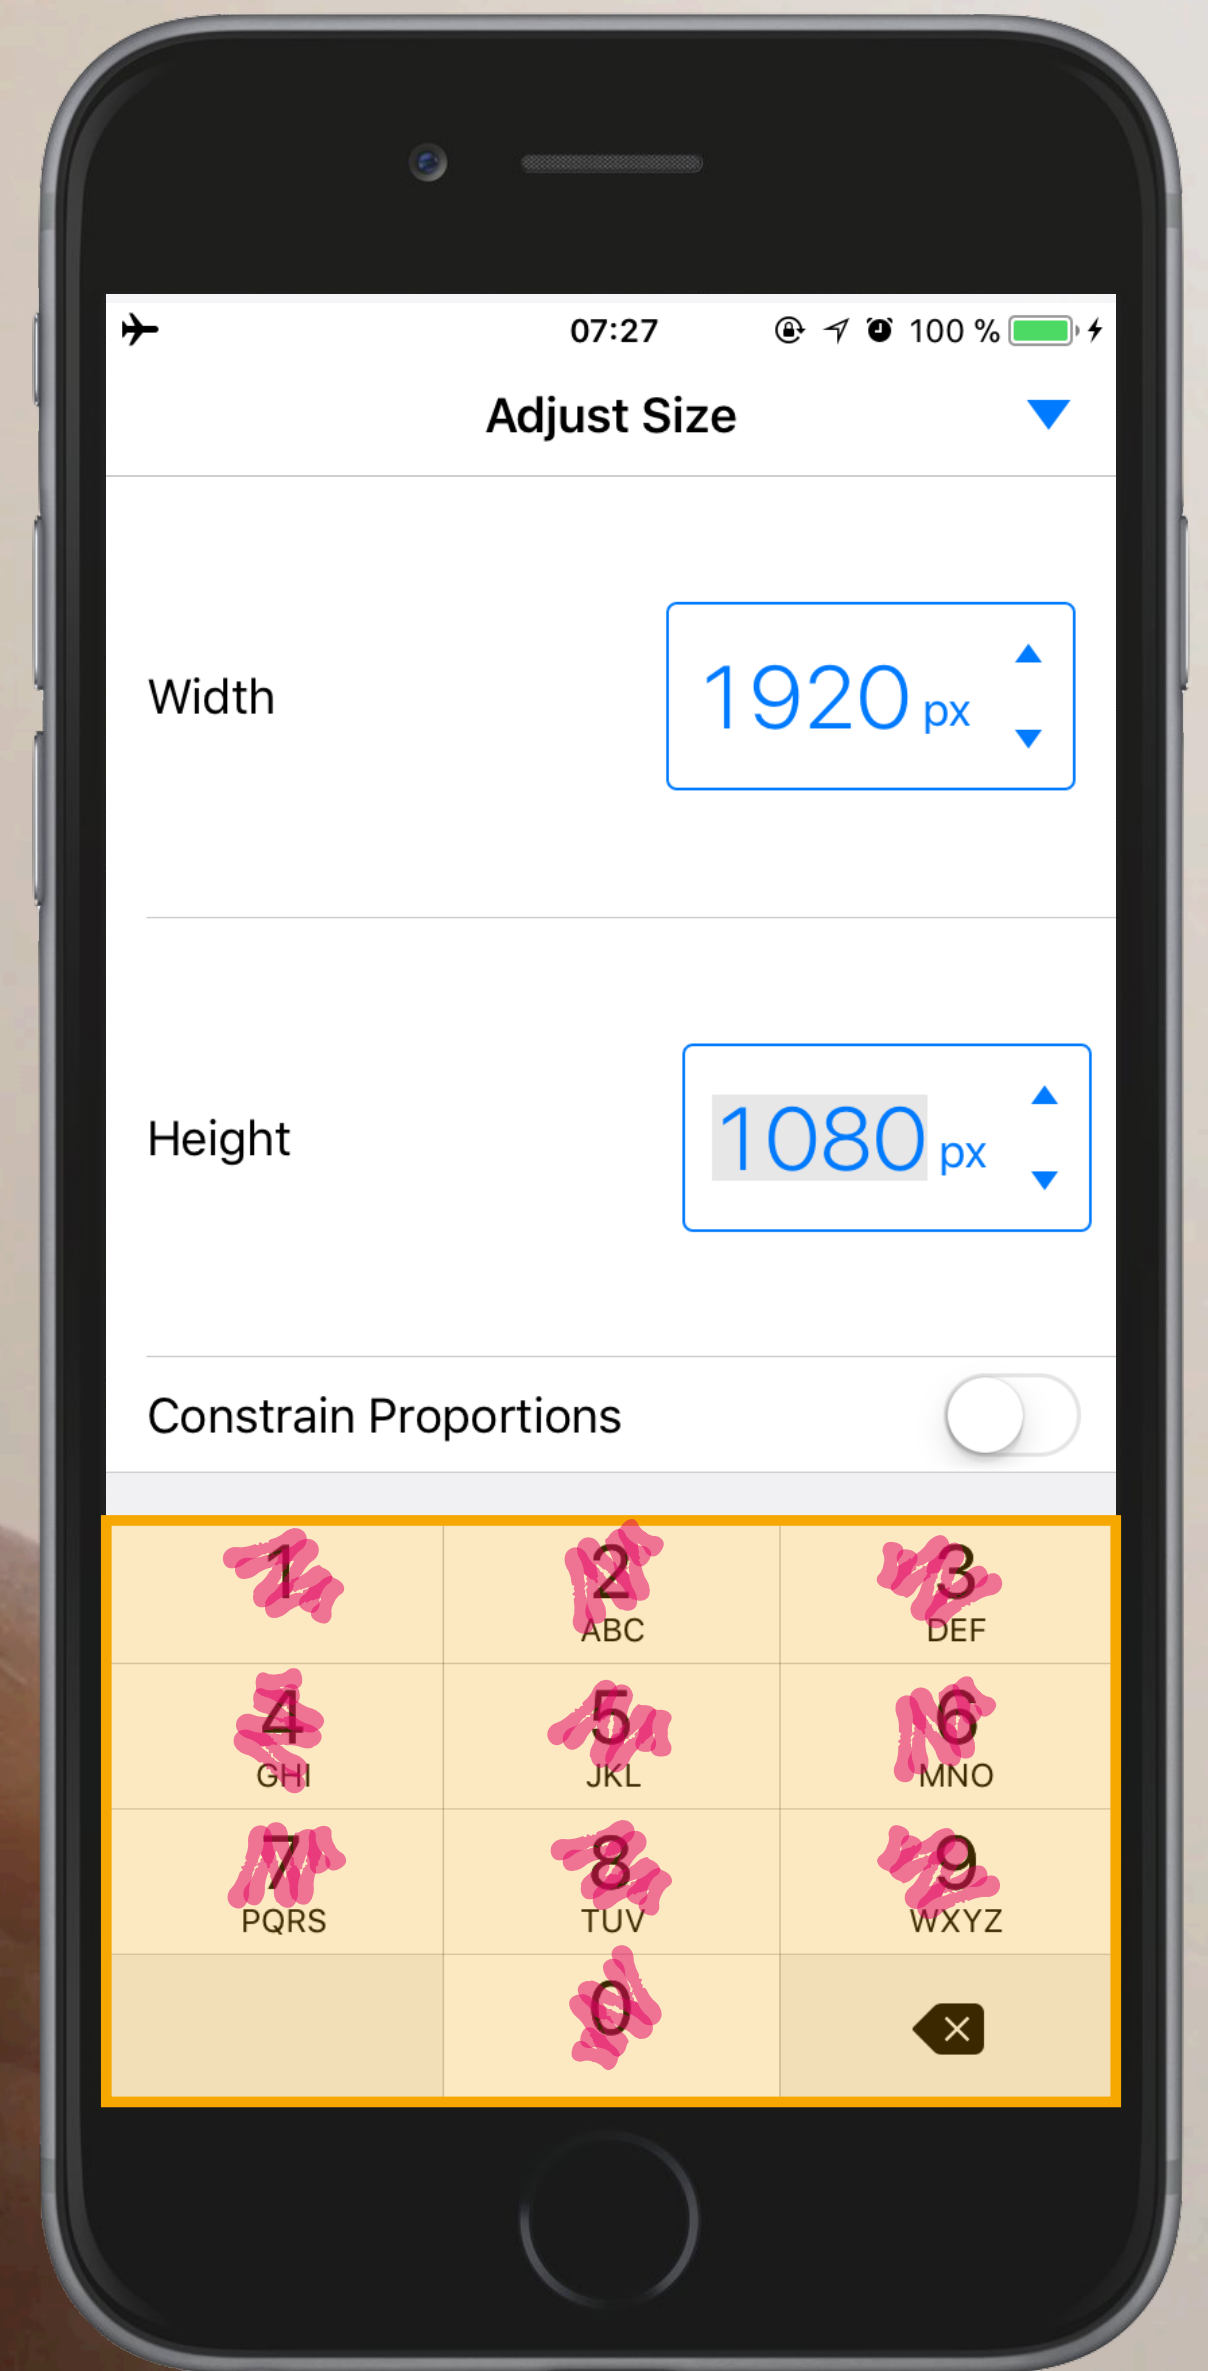 07:27 100 %
Adjust Size
Width 1920 px
Height 1080 px
Constrain Proportions
1 2 3
ABC DEF
4 5 6
GHI JKL MNO
7 8 9
PQRS TUV WXYZ
0